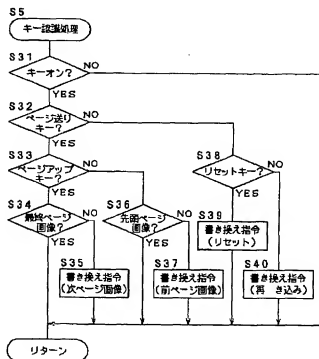 S5
キー認識処理
S31
キーオン?
NO
YES
S32
ページ送り
キー?
NO
YES
S33
ページアップ
キー?
NO
YES
S38
リセットキー?
NO
YES
S34
最終ページ
画像?
NO
YES
S36
先頭ページ
画像?
NO
YES
S39
書き換え指令
(リセット)
S35
書き換え指令
(次ページ画像)
S37
書き換え指令
(前ページ画像)
S40
書き換え指令
(再 き込み)
リターン